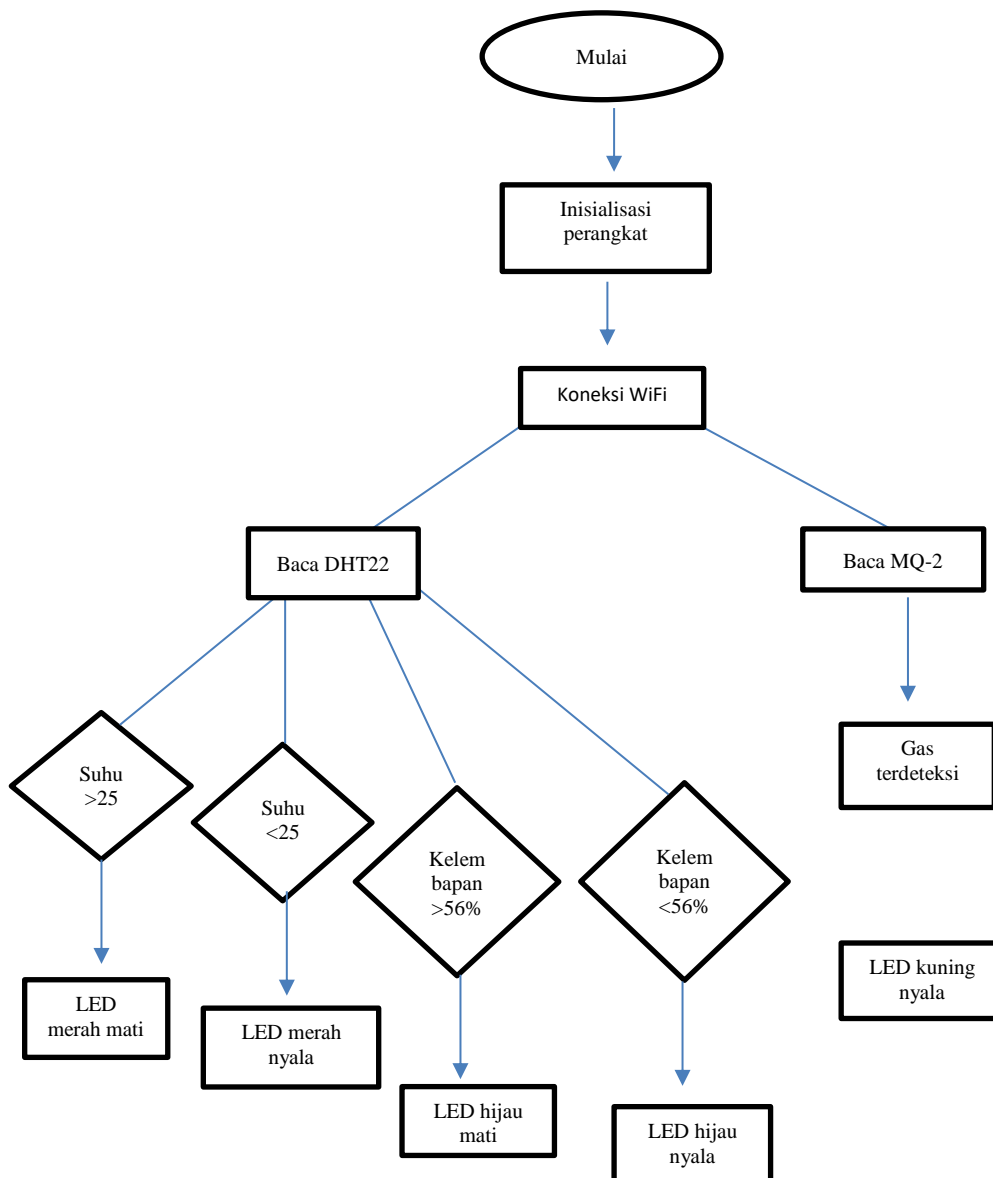 Mulai
Inisialisasi
perangkat
Koneksi WiFi
Baca DHT22
Baca MQ-2
Suhu
>25
Suhu
<25
Kelem
bapan
>56%
Kelem
bapan
<56%
Gas
terdeteksi
LED
merah mati
LED merah
nyala
LED hijau
mati
LED hijau
nyala
LED kuning
nyala